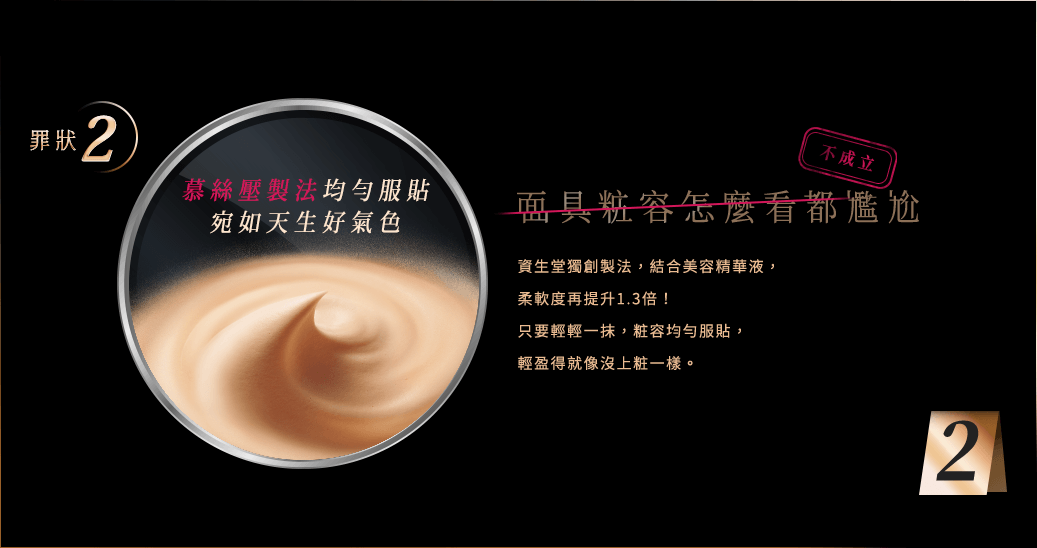 罪狀2
慕絲壓製法均勻服貼
宛如天生好氣色
不成立
面具粧容怎麼看都尷尬
資生堂獨創製法，結合美容精華液，
柔軟度再提升1.3倍！
只要輕輕一抹，粧容均勻服貼，
輕盈得就像沒上粧一樣。
2